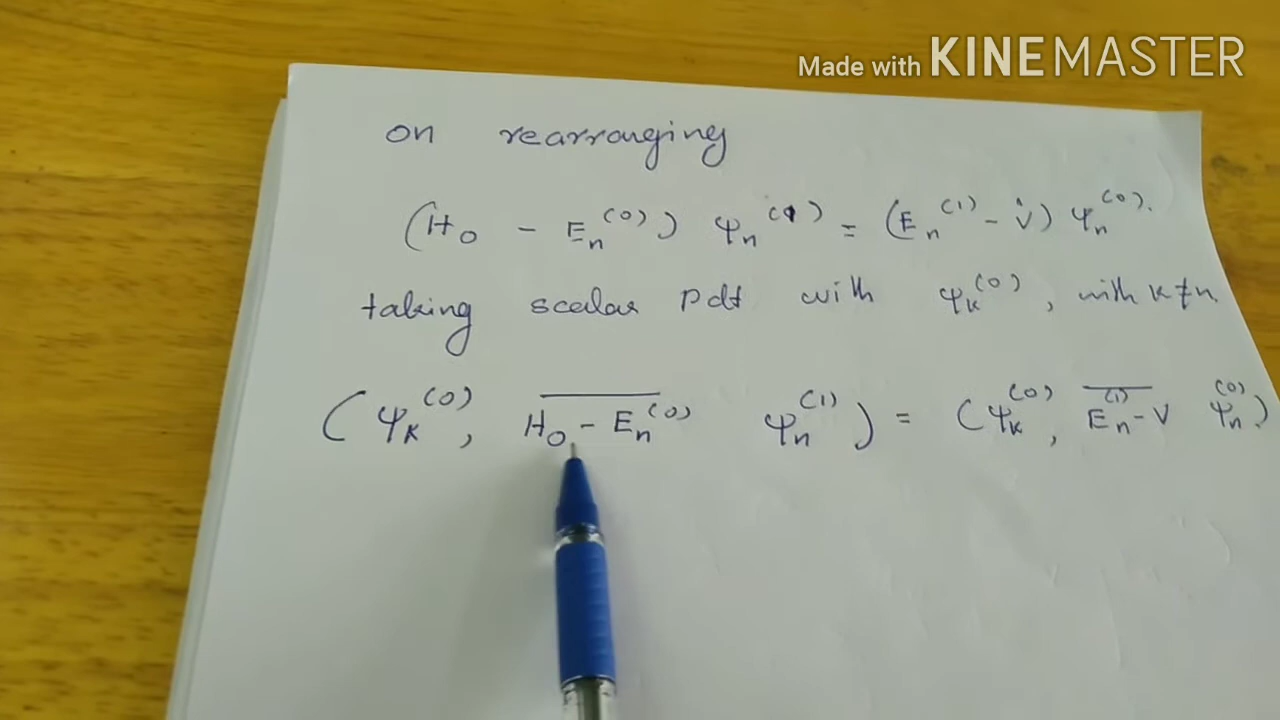 Made with KINEMASTER
on rearranging
(H₀ - Eₙ⁽⁰⁾) ψₙ⁽¹⁾ = (Eₙ⁽¹⁾ - V) ψₙ⁽⁰⁾.
taking scalar pdt with ψₖ⁽⁰⁾, with k≠n.
(ψₖ⁽⁰⁾, H₀ - Eₙ⁽⁰⁾ ψₙ⁽¹⁾) = (ψₖ⁽⁰⁾, Eₙ⁽¹⁾ - V ψₙ⁽⁰⁾)